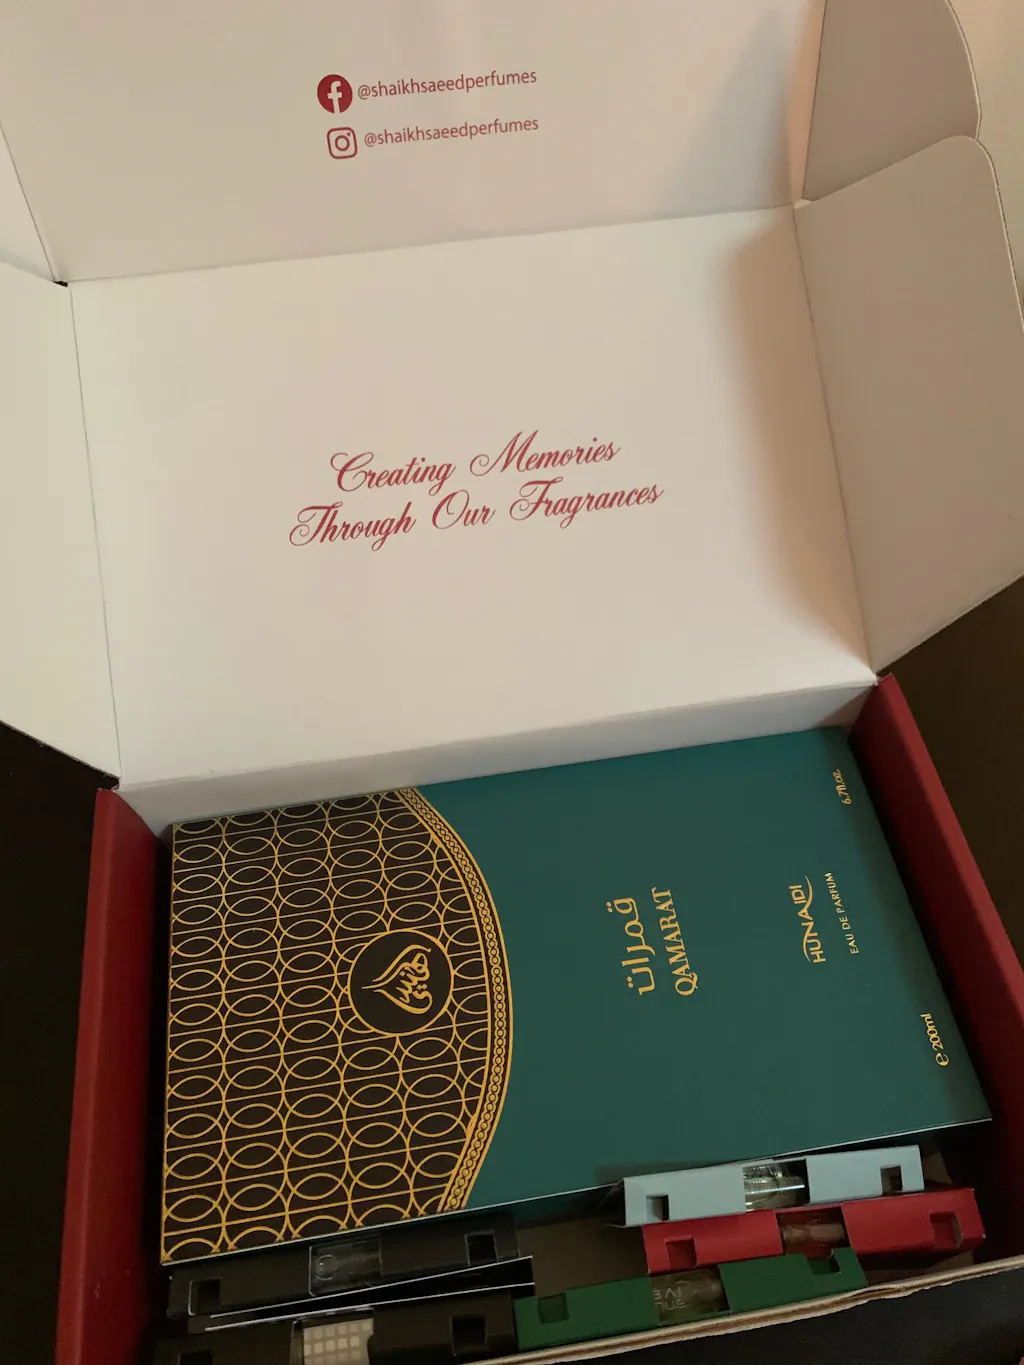 @shaikhsaeedperfumes
@shaikhsaeedperfumes
Creating Memories
Through Our Fragrances
قمرات
QAMARAT
HUNAIDI
EAU DE PARFUM
6.7fl.oz.
e 200ml